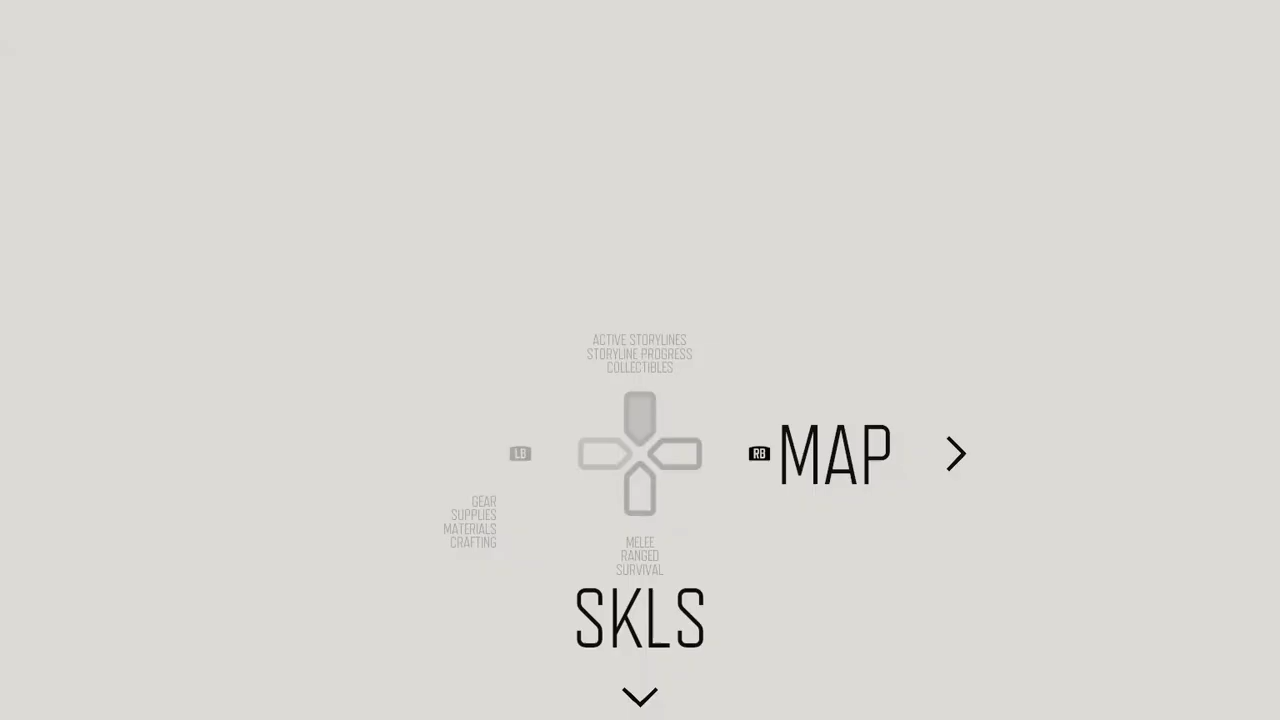 ACTIVE STORYLINES
STORYLINE PROGRESS
COLLECTIBLES
LB
RB MAP
GEAR
SUPPLIES
MATERIALS
CRAFTING
MELEE
RANGED
SURVIVAL
SKLS